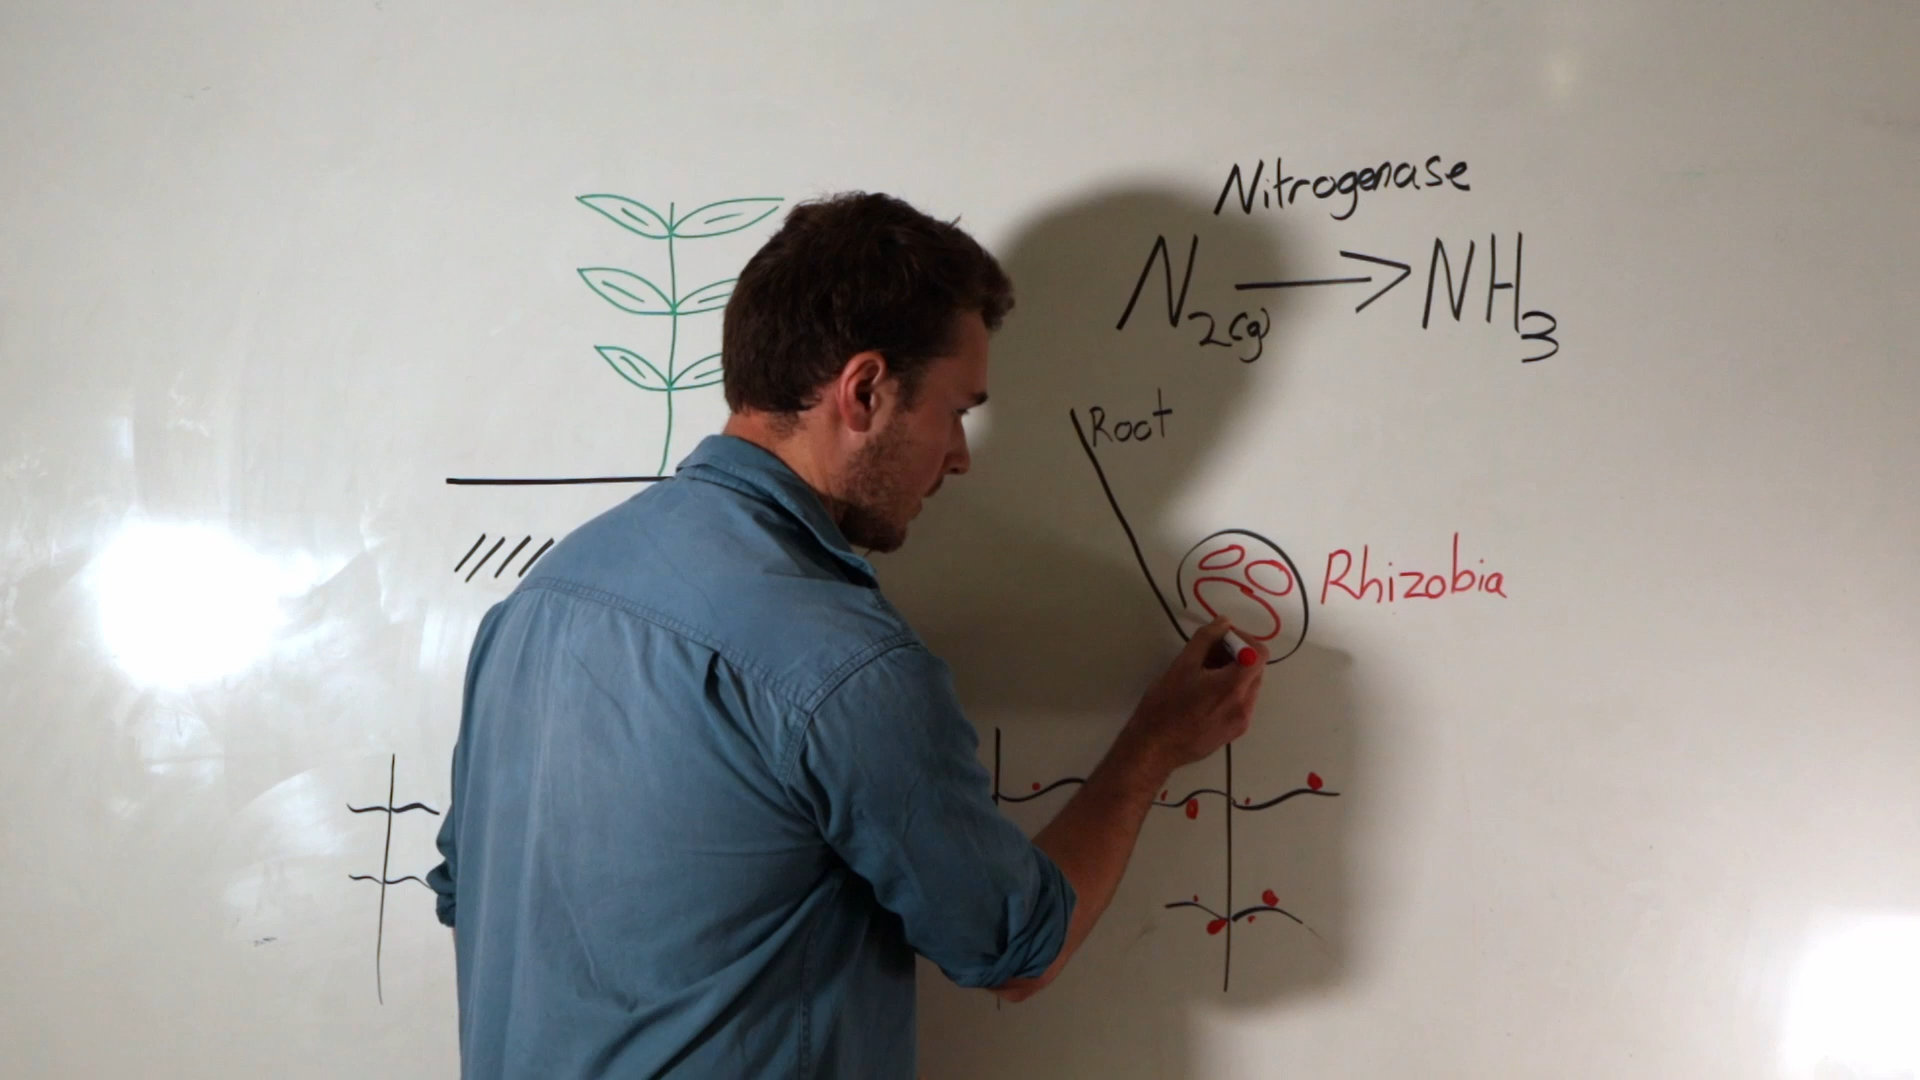 Nitrogenase
N₂(g) → NH₃
Root
Rhizobia